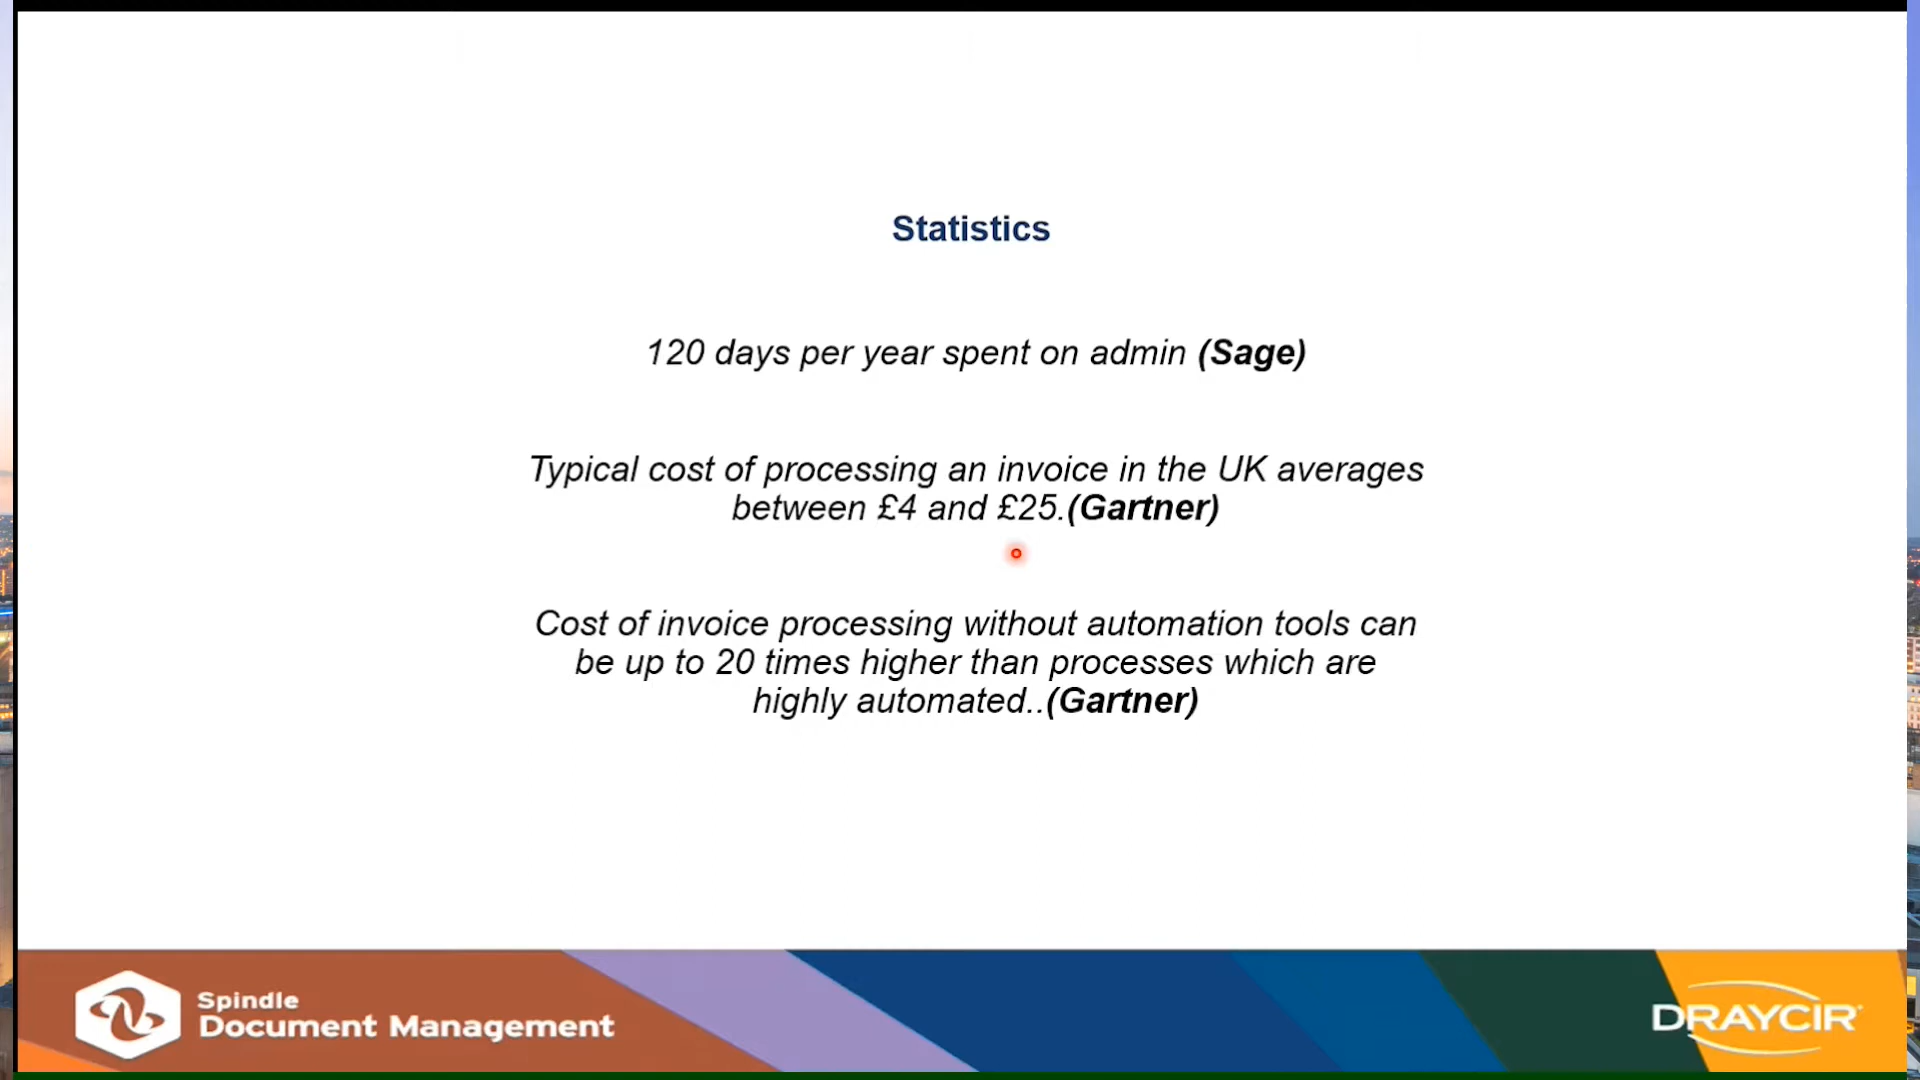 Statistics
120 days per year spent on admin (Sage)
Typical cost of processing an invoice in the UK averages
between £4 and £25.(Gartner)
Cost of invoice processing without automation tools can
be up to 20 times higher than processes which are
highly automated..(Gartner)
Spindle
Document Management
DRAYCIR